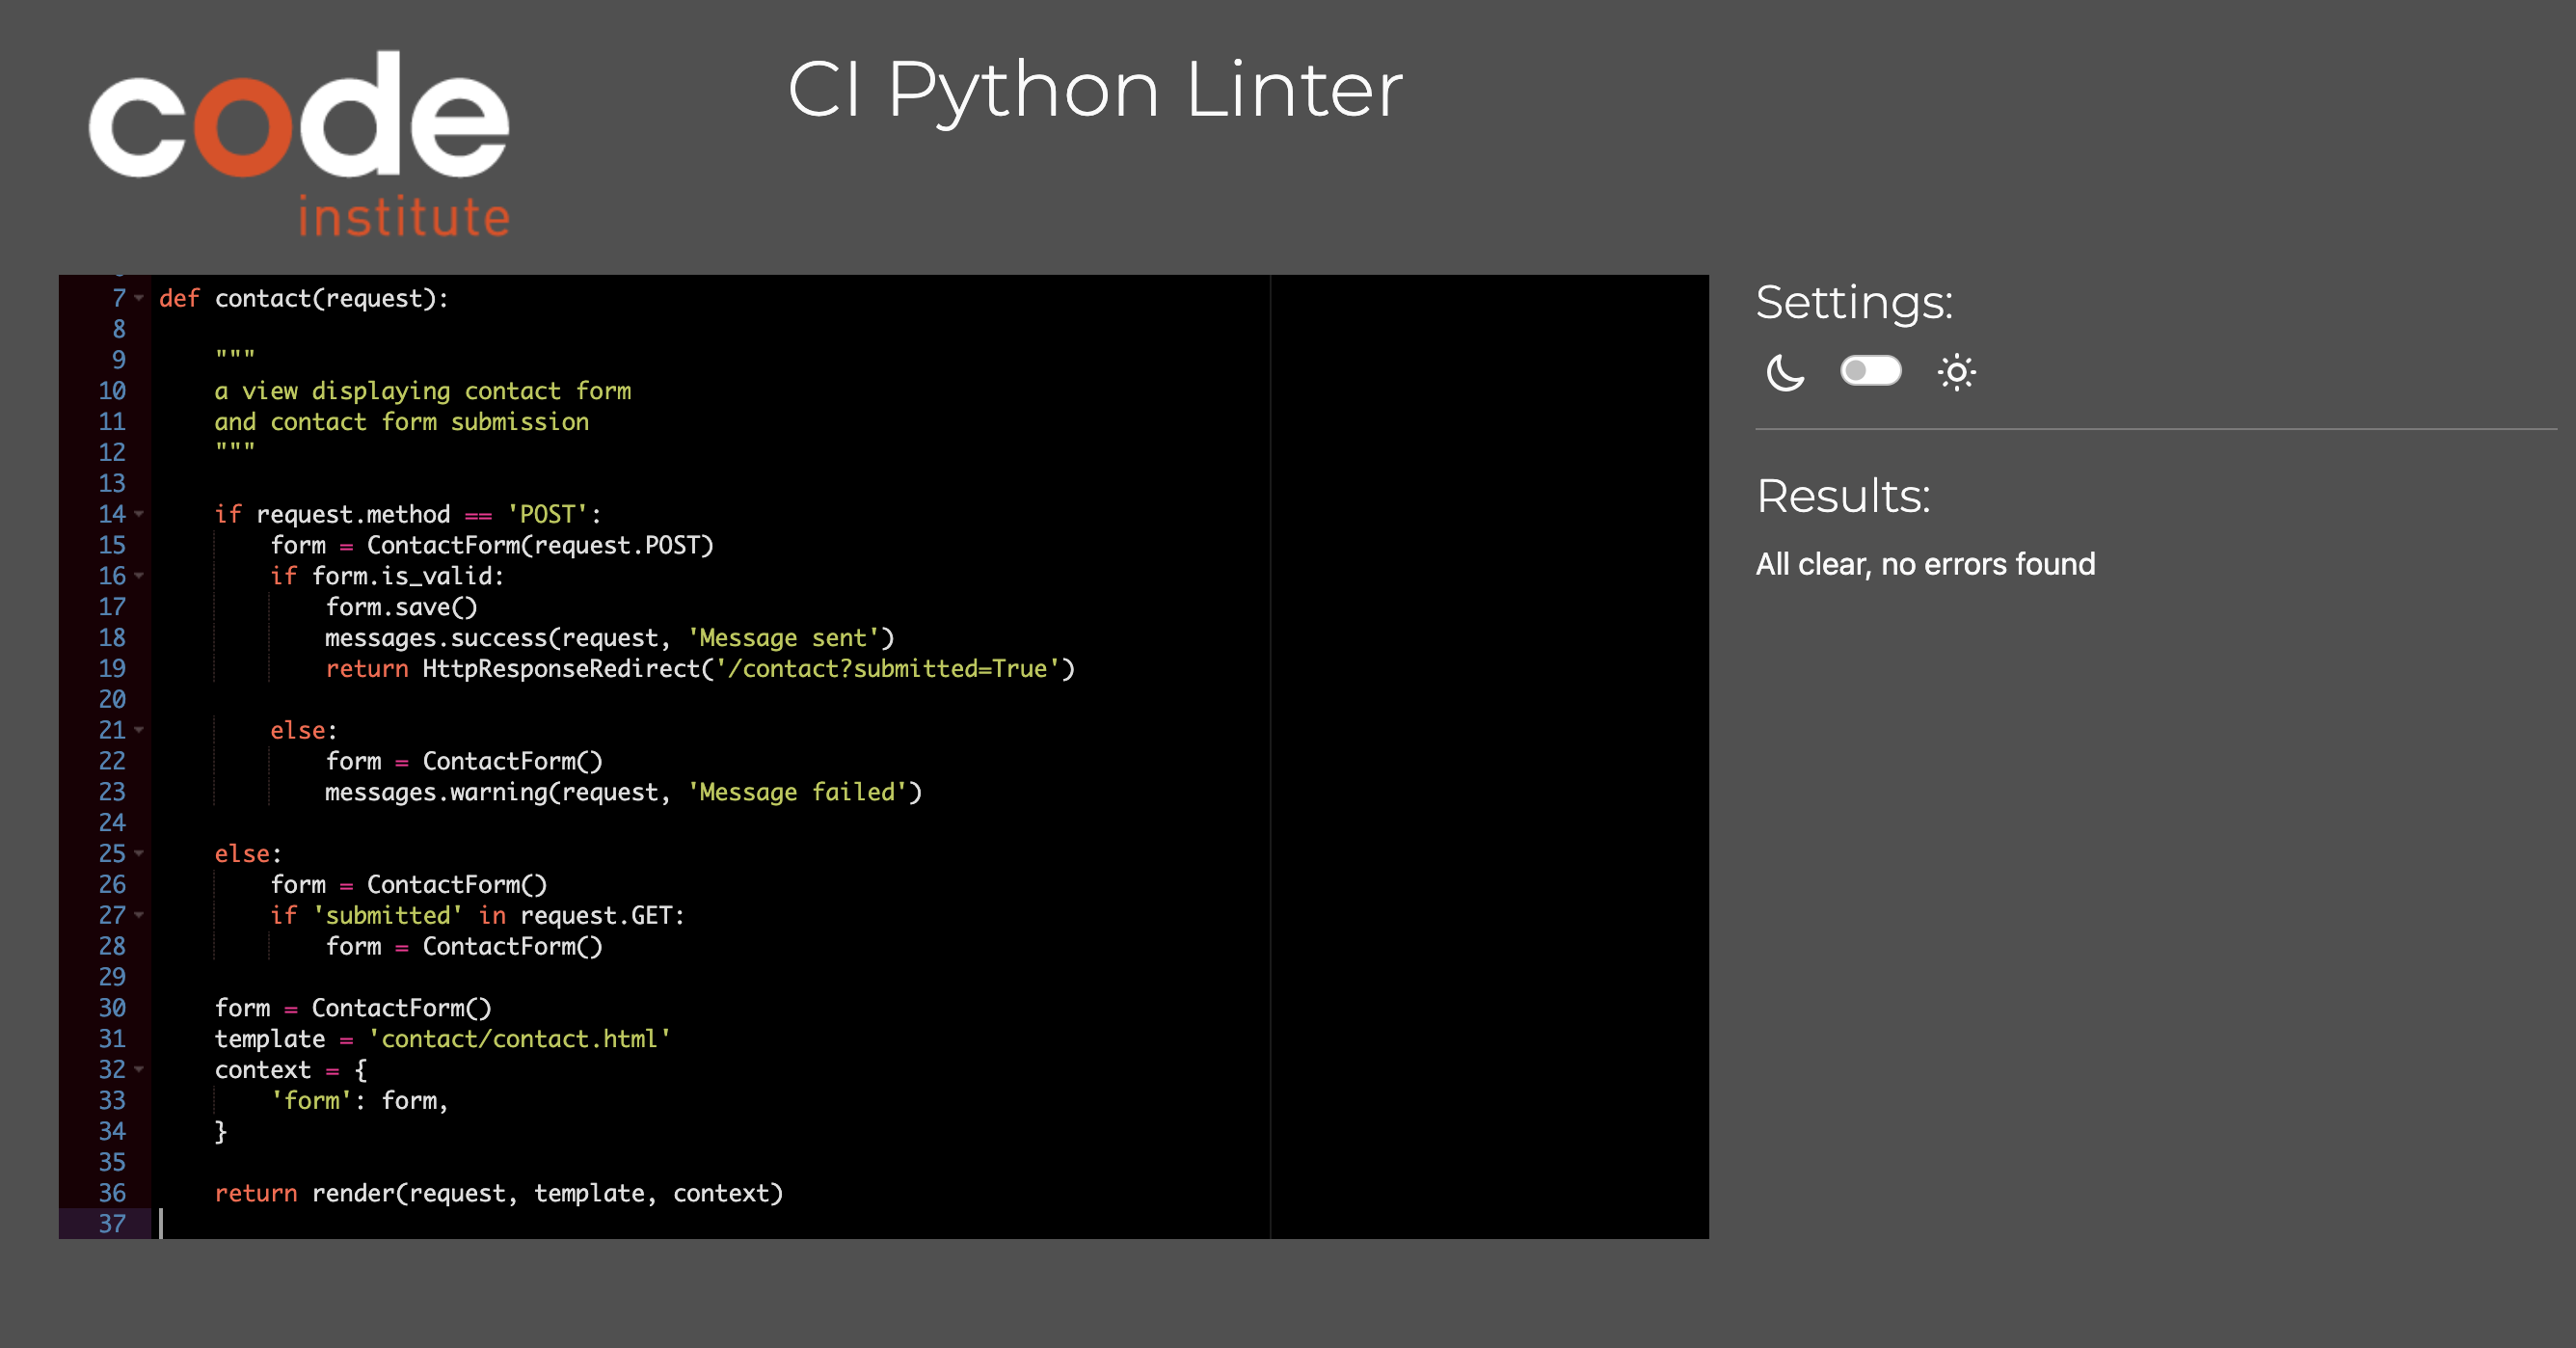 code
institute
CI Python Linter
7 def contact(request):
8
9     """
10     a view displaying contact form
11     and contact form submission
12     """
13
14     if request.method == 'POST':
15         form = ContactForm(request.POST)
16         if form.is_valid:
17             form.save()
18             messages.success(request, 'Message sent')
19             return HttpResponseRedirect('/contact?submitted=True')
20
21         else:
22             form = ContactForm()
23             messages.warning(request, 'Message failed')
24
25     else:
26         form = ContactForm()
27         if 'submitted' in request.GET:
28             form = ContactForm()
29
30     form = ContactForm()
31     template = 'contact/contact.html'
32     context = {
33         'form': form,
34     }
35
36     return render(request, template, context)
37
Settings:
Results:
All clear, no errors found